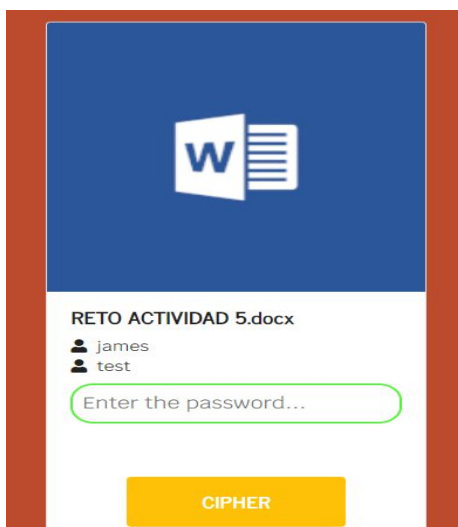 W
RETO ACTIVIDAD 5.docx
james
test
Enter the password...
CIPHER